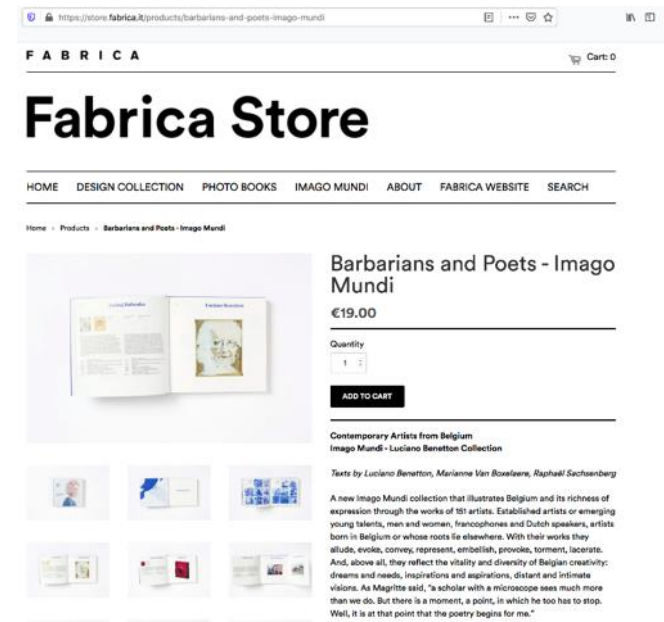 https://store.fabrica.it/products/barbarians-and-poets-imago-mundi
FABRICA
Cart: 0
Fabrica Store
HOME DESIGN COLLECTION PHOTO BOOKS IMAGO MUNDI ABOUT FABRICA WEBSITE SEARCH
Home › Products › Barbarians and Poets - Imago Mundi
Barbarians and Poets - Imago
Mundi
€19.00
Quantity
1
ADD TO CART
Contemporary Artists from Belgium
Imago Mundi - Luciano Benetton Collection
Texts by Luciano Benetton, Marianne Van Boxelaere, Raphaël Sachsenberg
A new Imago Mundi collection that illustrates Belgium and its richness of
expression through the works of 181 artists. Established artists or emerging
young talents, men and women, francophones and Dutch speakers, artists
born in Belgium or whose roots lie elsewhere. With their works they
allude, evoke, convey, represent, embellish, provoke, torment, lacerate.
And, above all, they reflect the vitality and diversity of Belgian creativity:
dreams and needs, inspirations and aspirations, distant and intimate
visions. As Magritte said, "a scholar with a microscope sees much more
than we do. But there is a moment, a point, in which he too has to stop.
Well, it is at that point that the poetry begins for me."